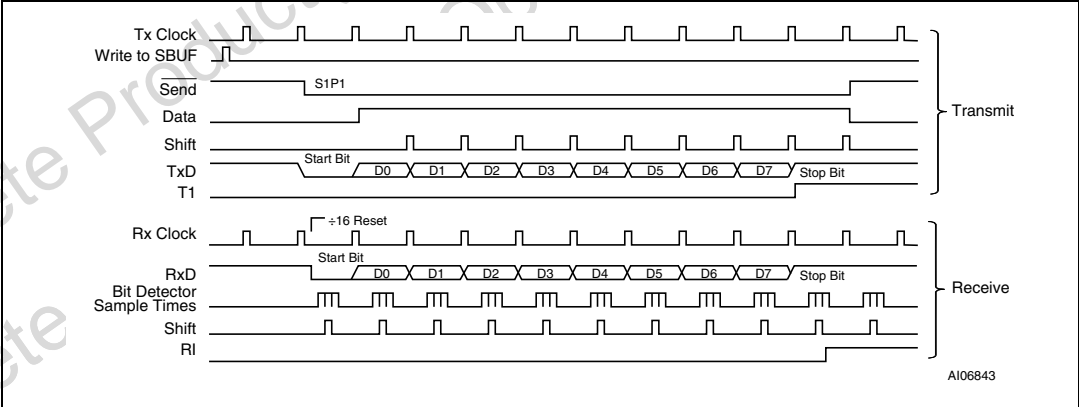 Tx Clock
Write to SBUF
Send
S1P1
Data
Transmit
Shift
TxD
Start Bit
D0 D1 D2 D3 D4 D5 D6 D7
Stop Bit
T1
Rx Clock
÷16 Reset
RxD
Start Bit
D0 D1 D2 D3 D4 D5 D6 D7
Stop Bit
Receive
Bit Detector
Sample Times
Shift
RI
AI06843